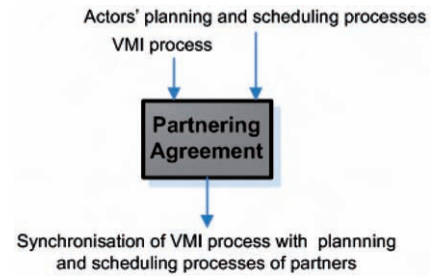 Actors' planning and scheduling processes
VMI process
Partnering
Agreement
Synchronisation of VMI process with plannning
and scheduling processes of partners